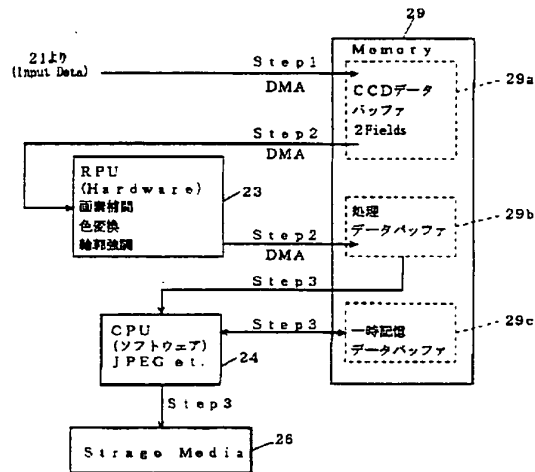 29
Memory
21より
(Input Data)
Step1
DMA
CCDデータ
バッファ
2Fields
29a
Step2
DMA
RPU
(Hardware)
画素補間
色変換
輪郭強調
23
Step2
DMA
処理
データバッファ
29b
Step3
CPU
(ソフトウェア)
JPEG et.
24
Step3
一時記憶
データバッファ
29c
Step3
Strago Media
26